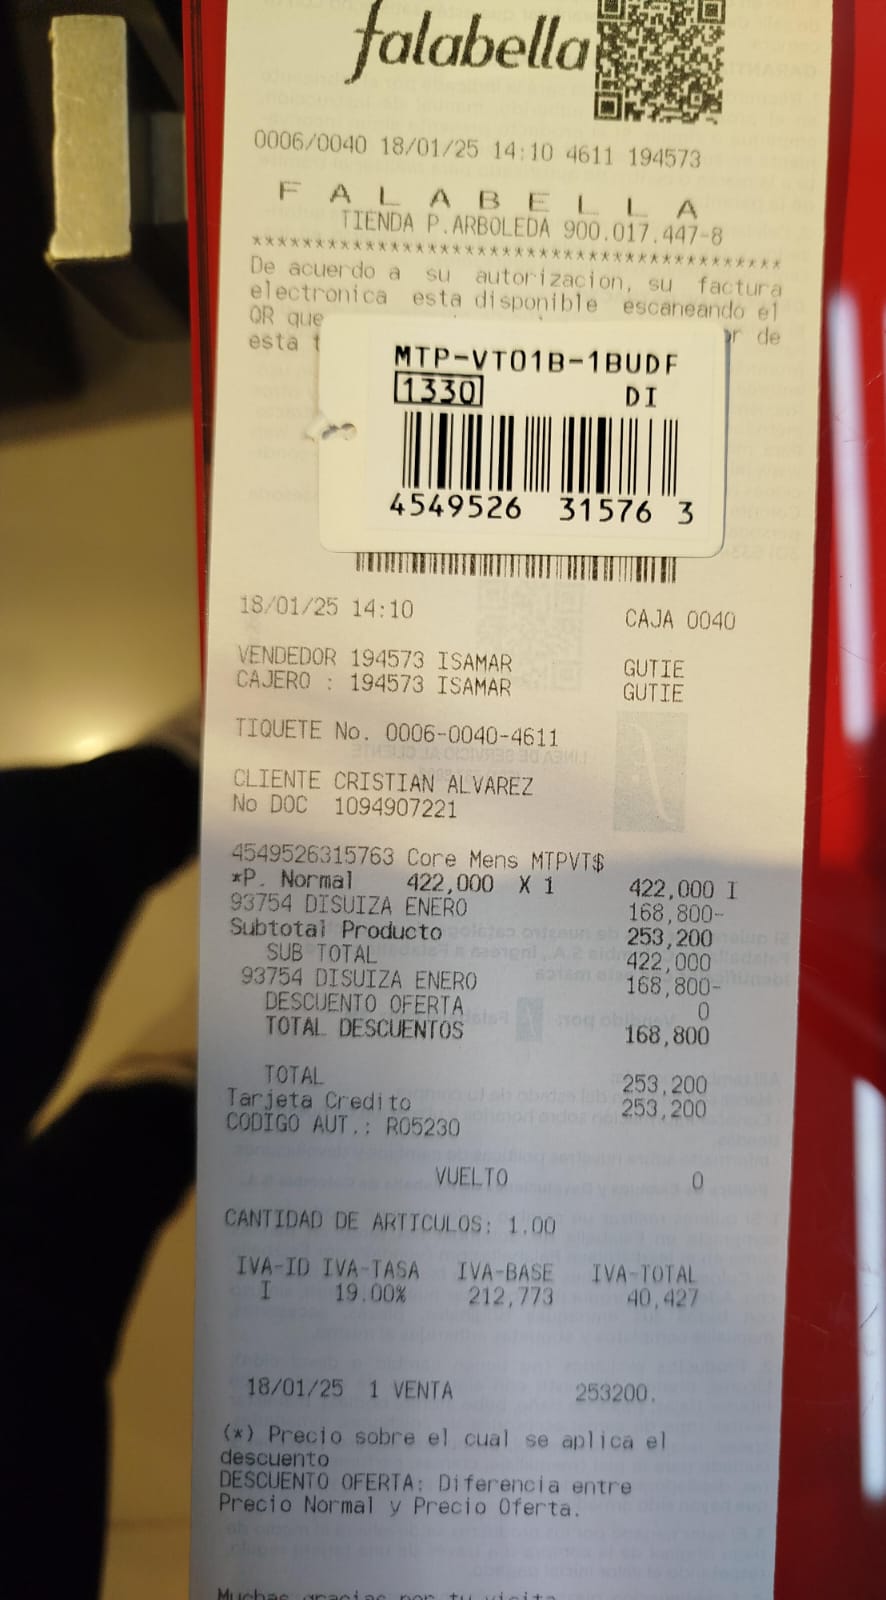 falabella
0006/0040 18/01/25 14:10 4611 194573
F A L A B E L L A
TIENDA P.ARBOLEDA 900.017.447-8
******************************************
De acuerdo a su autorizacion, su factura
electronica esta disponible escaneando el
QR que de
esta
MTP-VT01B-1BUDF
1330 DI
4549526 31576 3
18/01/25 14:10 CAJA 0040
VENDEDOR 194573 ISAMAR GUTIE
CAJERO : 194573 ISAMAR GUTIE
TIQUETE No. 0006-0040-4611
CLIENTE CRISTIAN ALVAREZ
No DOC 1094907221
4549526315763 Core Mens MTPVT$
*P. Normal 422,000 X 1 422,000 I
93754 DISUIZA ENERO 168,800-
Subtotal Producto 253,200
SUB TOTAL 422,000
93754 DISUIZA ENERO 168,800-
DESCUENTO OFERTA 0
TOTAL DESCUENTOS 168,800
TOTAL 253,200
Tarjeta Credito 253,200
CODIGO AUT.: R05230
VUELTO 0
CANTIDAD DE ARTICULOS: 1.00
IVA-ID IVA-TASA IVA-BASE IVA-TOTAL
I 19.00% 212,773 40,427
18/01/25 1 VENTA 253200.
(*) Precio sobre el cual se aplica el
descuento
DESCUENTO OFERTA: Diferencia entre
Precio Normal y Precio Oferta.
Muchas gracias por tu visita